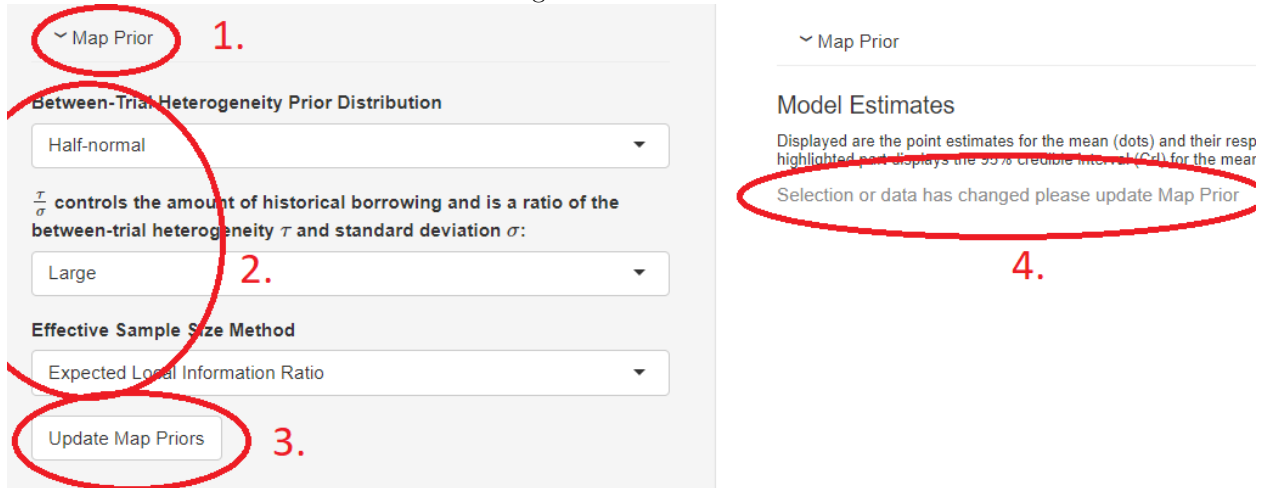 Map Prior
1.
Between-Trial Heterogeneity Prior Distribution
Half-normal
τ/σ controls the amount of historical borrowing and is a ratio of the
between-trial heterogeneity τ and standard deviation σ:
Large
2.
Effective Sample Size Method
Expected Local Information Ratio
Update Map Priors
3.
Map Prior
Model Estimates
Displayed are the point estimates for the mean (dots) and their resp
highlighted part displays the 95% credible interval (CrI) for the mear
Selection or data has changed please update Map Prior
4.